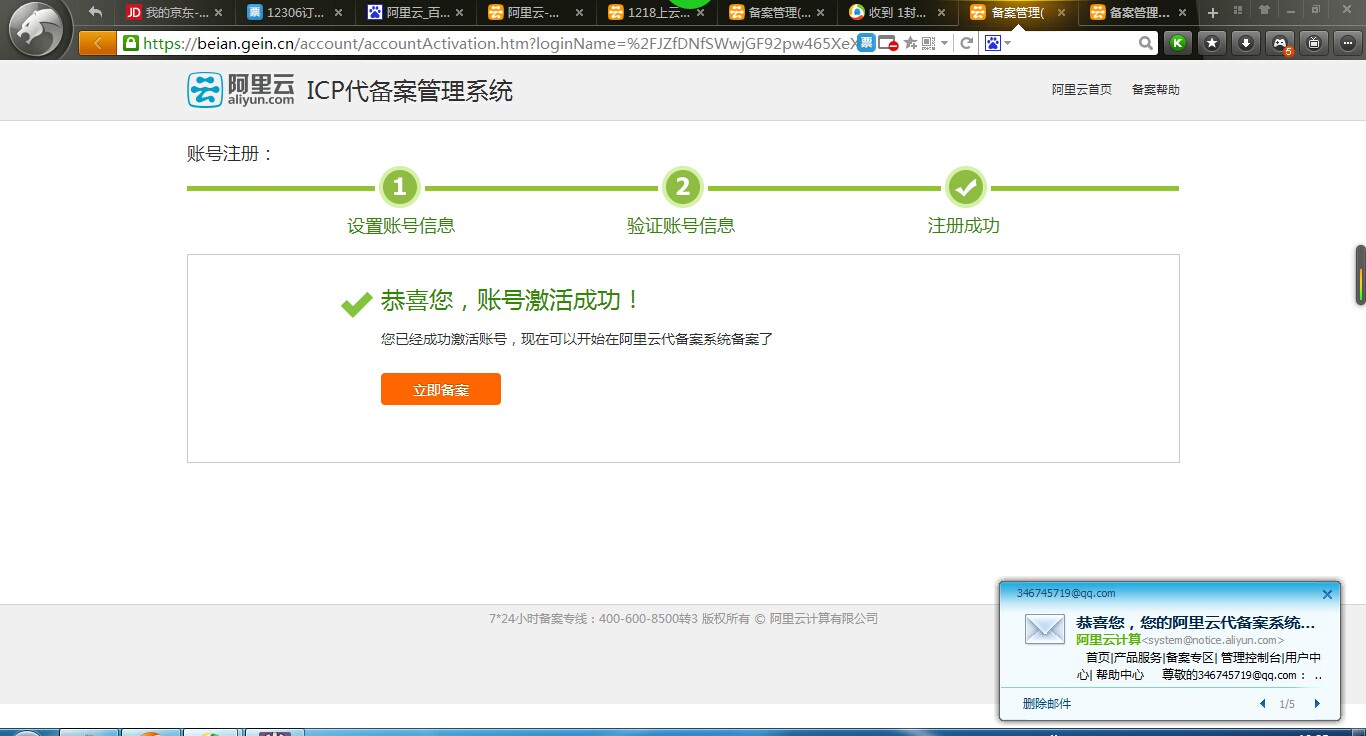 我的京东-...
12306订...
阿里云_百...
阿里云-...
1218上云...
备案管理(...
收到 1封...
备案管理(
备案管理...
https://beian.gein.cn/account/accountActivation.htm?loginName=%2FJZfDNfSWwjGF92pw465XeX
票
5
阿里云
aliyun.com
ICP代备案管理系统
阿里云首页 备案帮助
账号注册：
1
2
设置账号信息
验证账号信息
注册成功
恭喜您，账号激活成功！
您已经成功激活账号，现在可以开始在阿里云代备案系统备案了
立即备案
7*24小时备案专线：400-600-8500转3 版权所有 © 阿里云计算有限公司
346745719@qq.com
恭喜您，您的阿里云代备案系统...
阿里云计算<system@notice.aliyun.com>
首页|产品服务|备案专区| 管理控制台|用户中
心| 帮助中心 尊敬的346745719@qq.com： ..
删除邮件
1/5